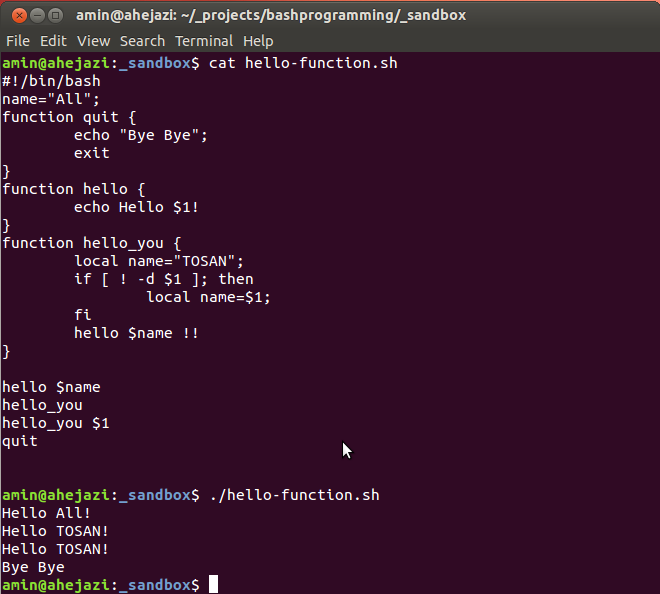 amin@ahejazi: ~/_projects/bashprogramming/_sandbox
File Edit View Search Terminal Help
amin@ahejazi:_sandbox$ cat hello-function.sh
#!/bin/bash
name="All";
function quit {
        echo "Bye Bye";
        exit
}
function hello {
        echo Hello $1!
}
function hello_you {
        local name="TOSAN";
        if [ ! -d $1 ]; then
                local name=$1;
        fi
        hello $name !!
}

hello $name
hello_you
hello_you $1
quit


amin@ahejazi:_sandbox$ ./hello-function.sh
Hello All!
Hello TOSAN!
Hello TOSAN!
Bye Bye
amin@ahejazi:_sandbox$